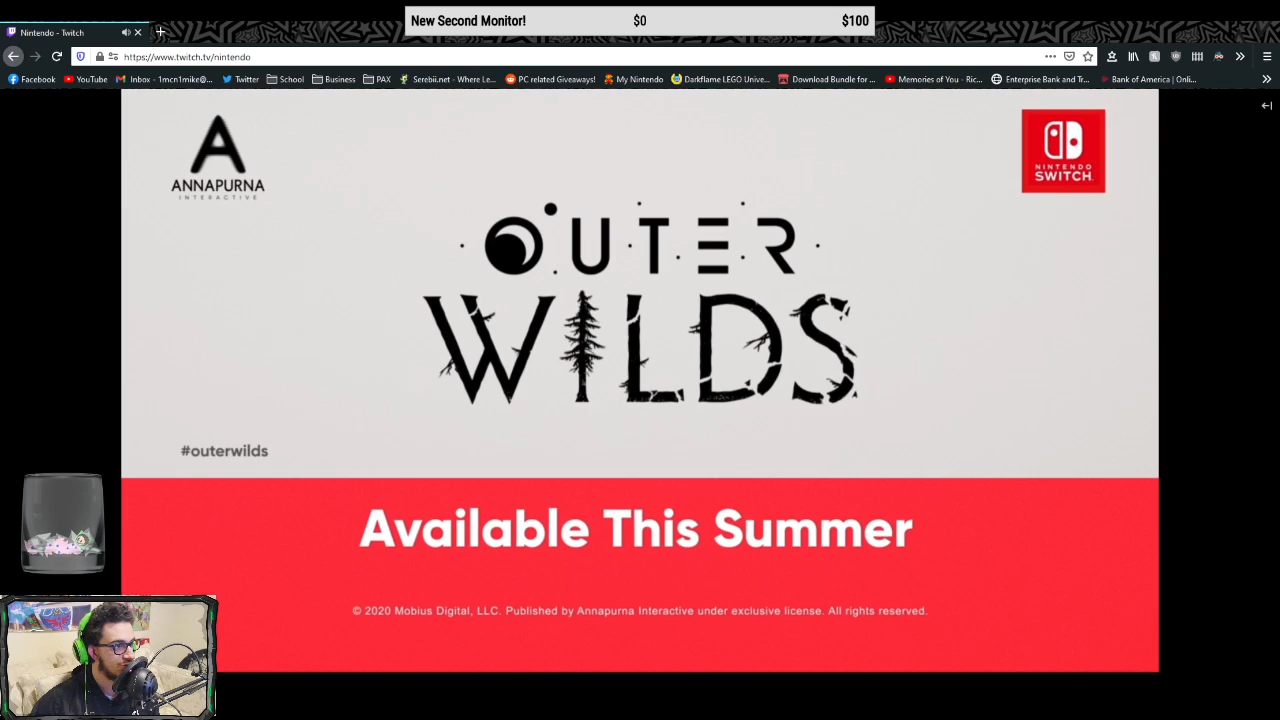 New Second Monitor! $0 $100
Nintendo - Twitch
https://www.twitch.tv/nintendo
Facebook YouTube Inbox - 1mcn1mike@... Twitter School Business PAX Serebii.net - Where Le... PC related Giveaways! My Nintendo Darkflame LEGO Unive... Download Bundle for ... Memories of You - Ric... Enterprise Bank and Tr... Bank of America | Onli...
A
ANNAPURNA
INTERACTIVE
NINTENDO
SWITCH
OUTER
WILDS
#outerwilds
Available This Summer
© 2020 Mobius Digital, LLC. Published by Annapurna Interactive under exclusive license. All rights reserved.